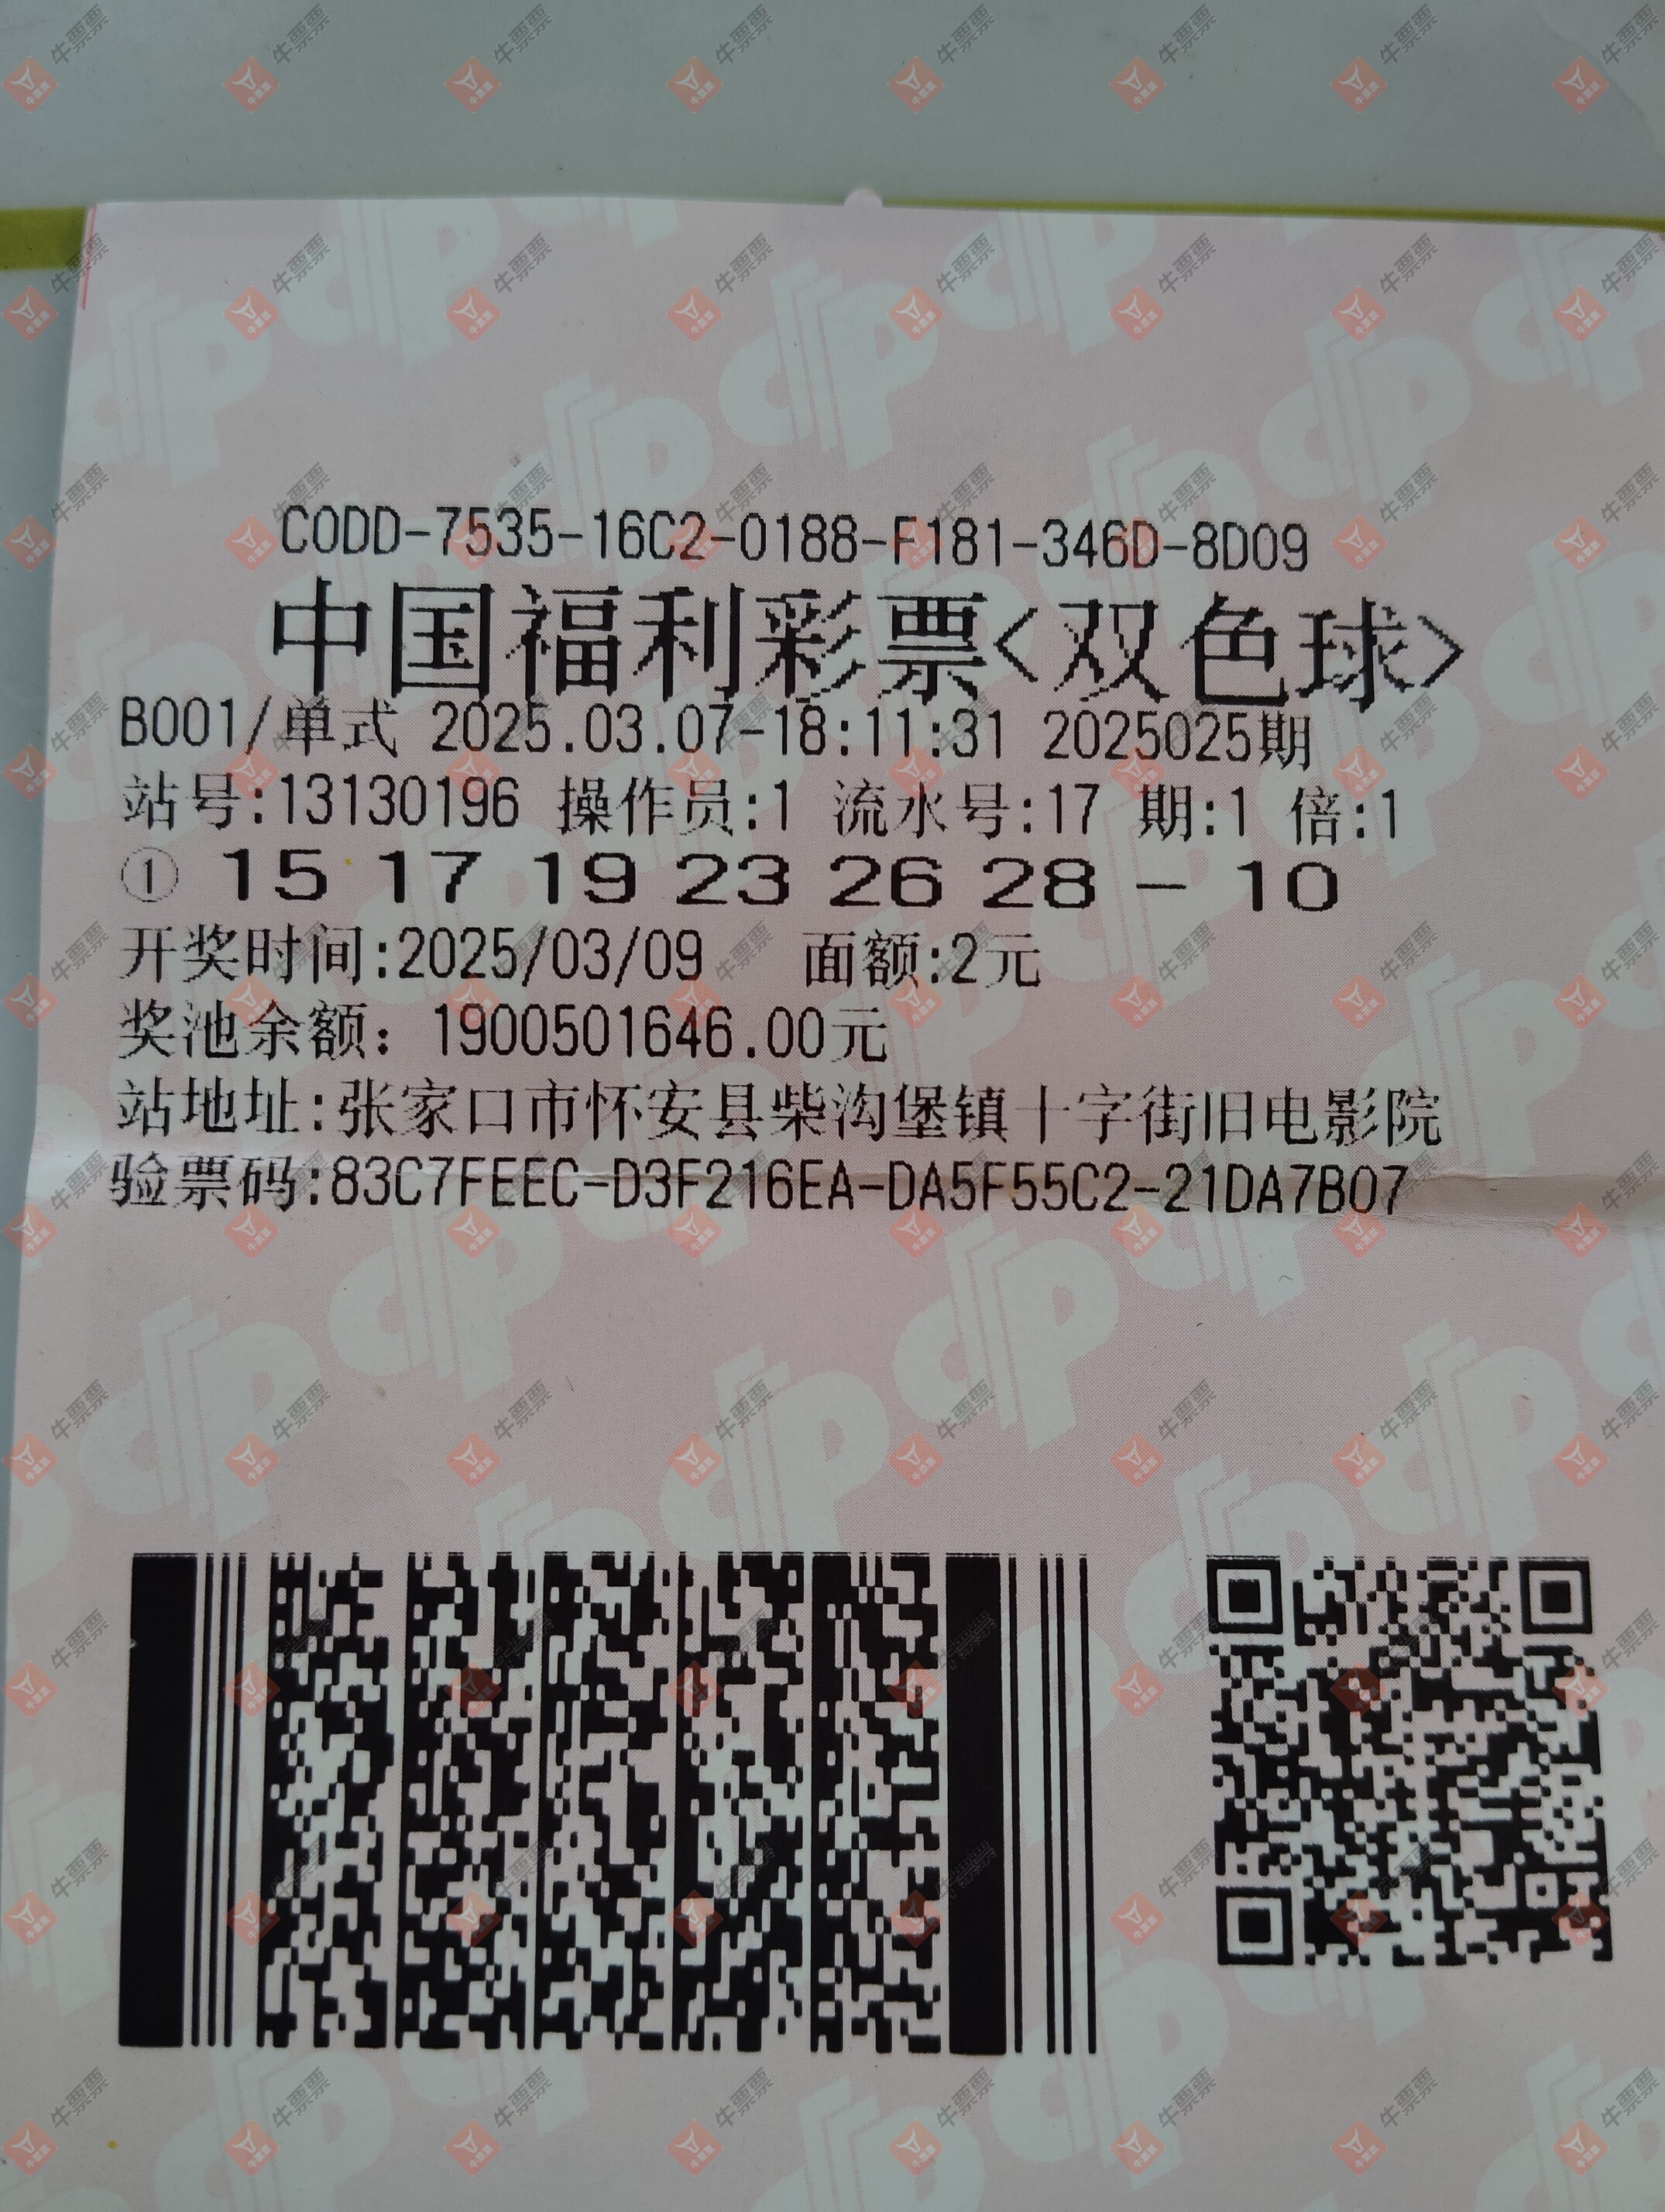 C0DD-7535-16C2-0188-F181-346D-8D09
中国福利彩票<双色球>
B001/单式 2025.03.07-18:11:31 2025025期
站号:13130196 操作员:1 流水号:17 期:1 倍:1
① 15 17 19 23 26 28 - 10
开奖时间:2025/03/09 面额:2元
奖池余额: 1900501646.00元
站地址:张家口市怀安县柴沟堡镇十字街旧电影院
验票码:83C7FEEC-D3F216EA-DA5F55C2-21DA7B07
牛票票